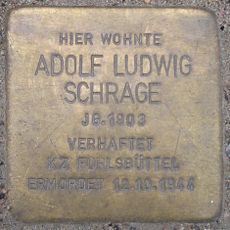 HIER WOHNTE
ADOLF LUDWIG
SCHRAGE
JG. 1903
VERHAFTET
KZ FUHLSBÜTTEL
ERMORDET 12.10.1944